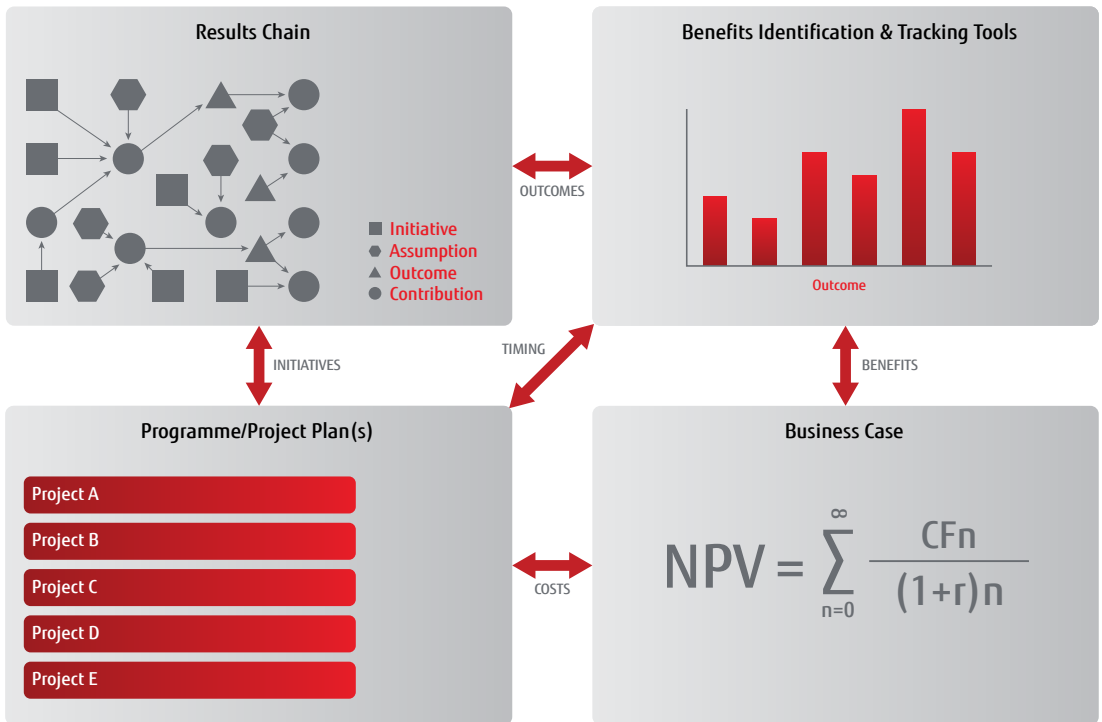 Results Chain
Initiative
Assumption
Outcome
Contribution
OUTCOMES
Benefits Identification & Tracking Tools
Outcome
INITIATIVES
TIMING
BENEFITS
Programme/Project Plan(s)
Project A
Project B
Project C
Project D
Project E
COSTS
Business Case
∞
NPV = ∑ CFn
(1+r)n
n=0